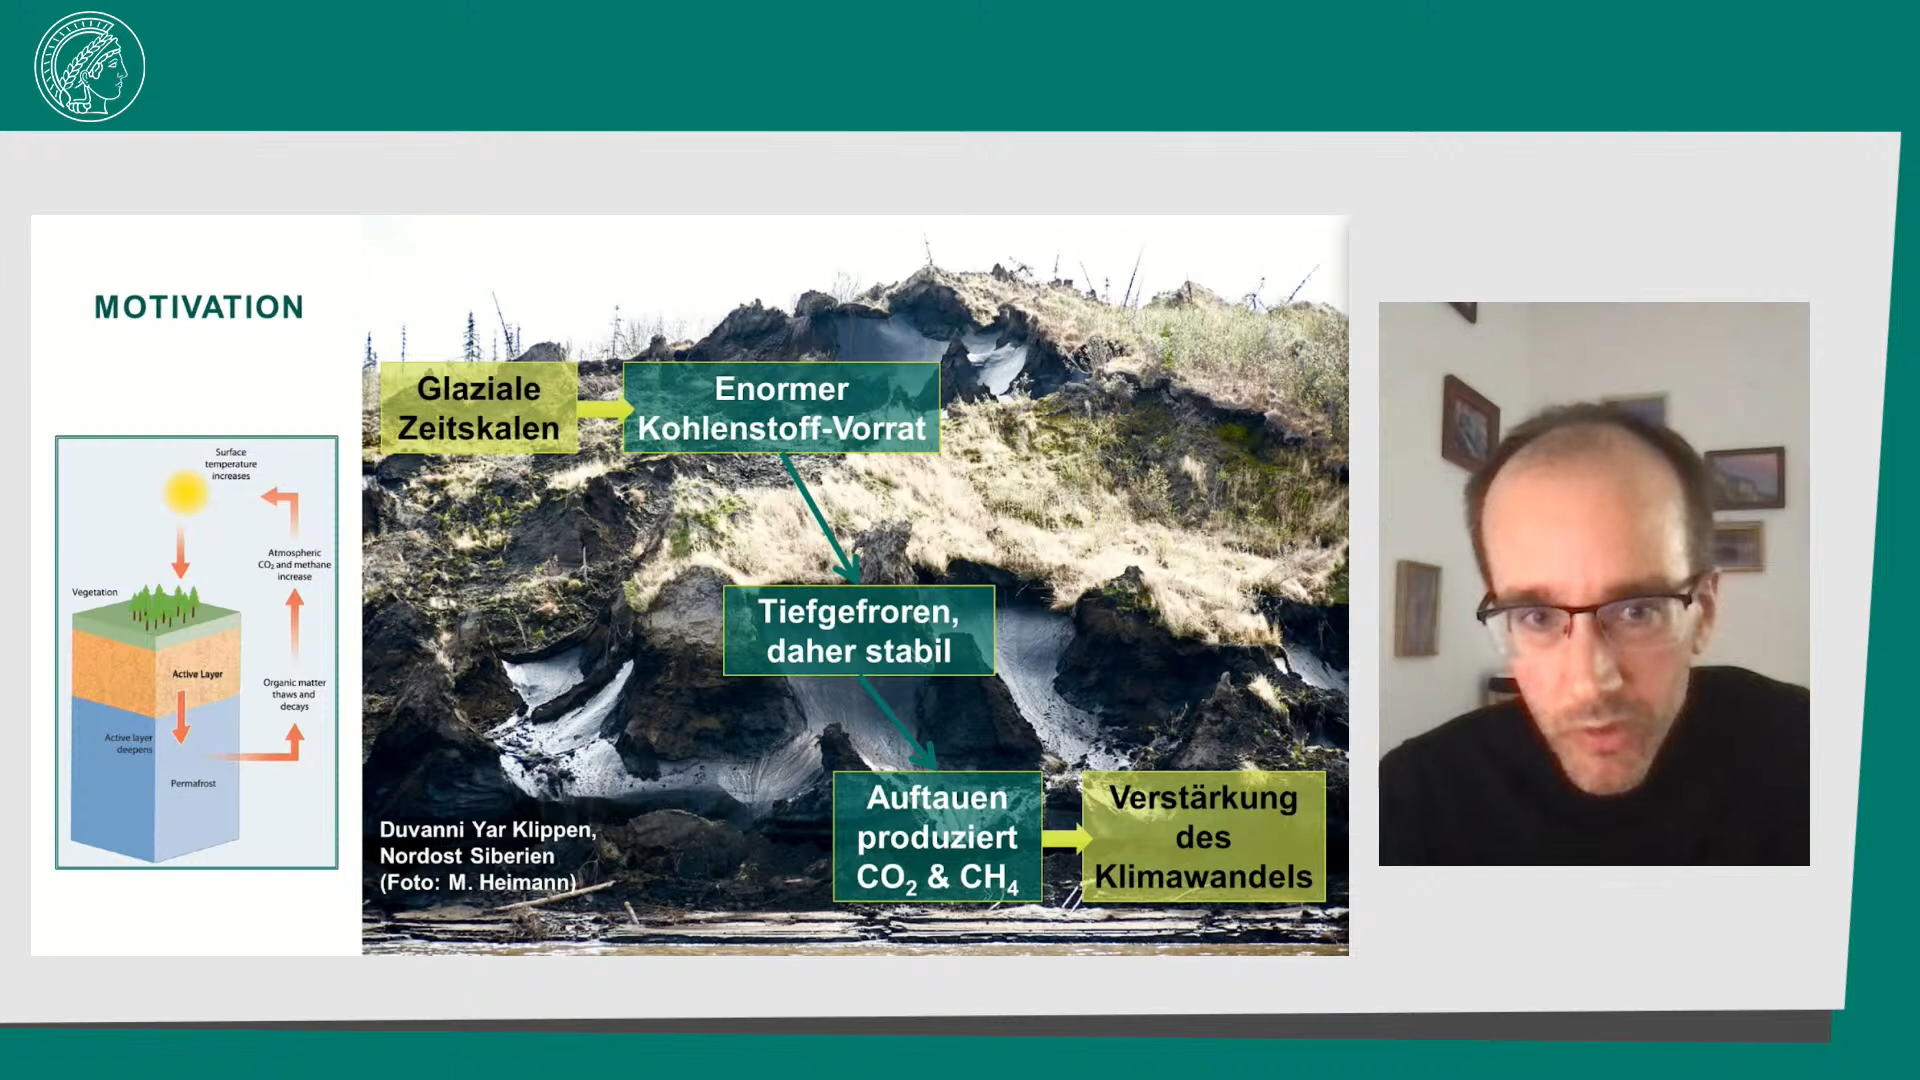 MOTIVATION
Surface
temperature
increases
Atmospheric
CO₂ and methane
increase
Vegetation
Active Layer
Organic matter
thaws and
decays
Active layer
deepens
Permafrost
Glaziale
Zeitskalen
Enormer
Kohlenstoff-Vorrat
Tiefgefroren,
daher stabil
Auftauen
produziert
CO₂ & CH₄
Verstärkung
des
Klimawandels
Duvanni Yar Klippen,
Nordost Siberien
(Foto: M. Heimann)